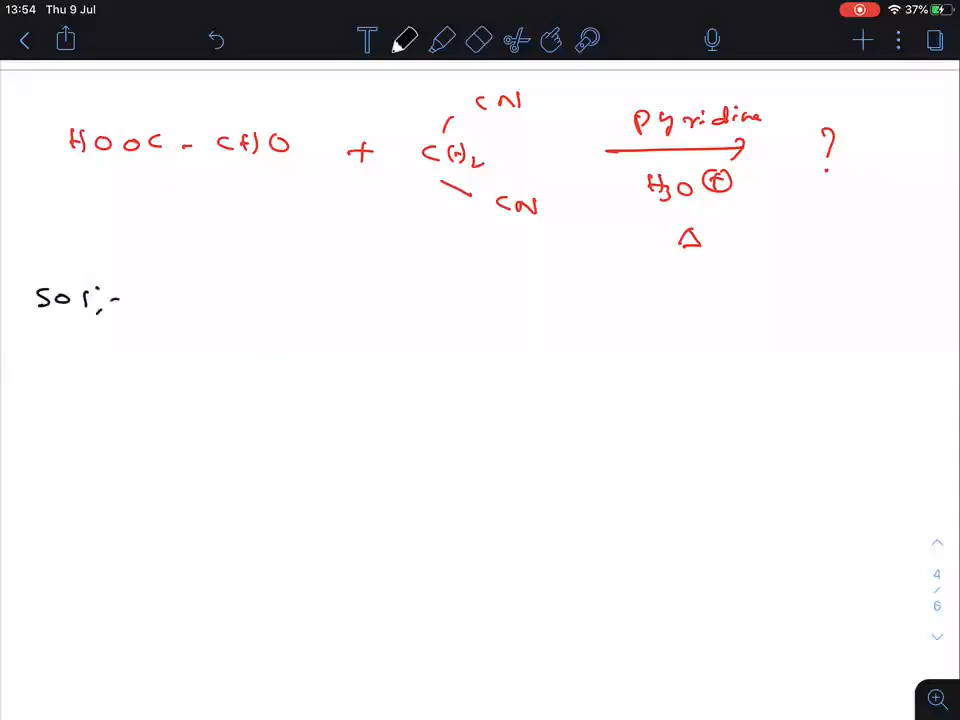 13:54 Thu 9 Jul 37%
T
HOOC - CHO + CH2 CN CN pyridine H3O⊕ Δ ?
Sol:-
4
/
6